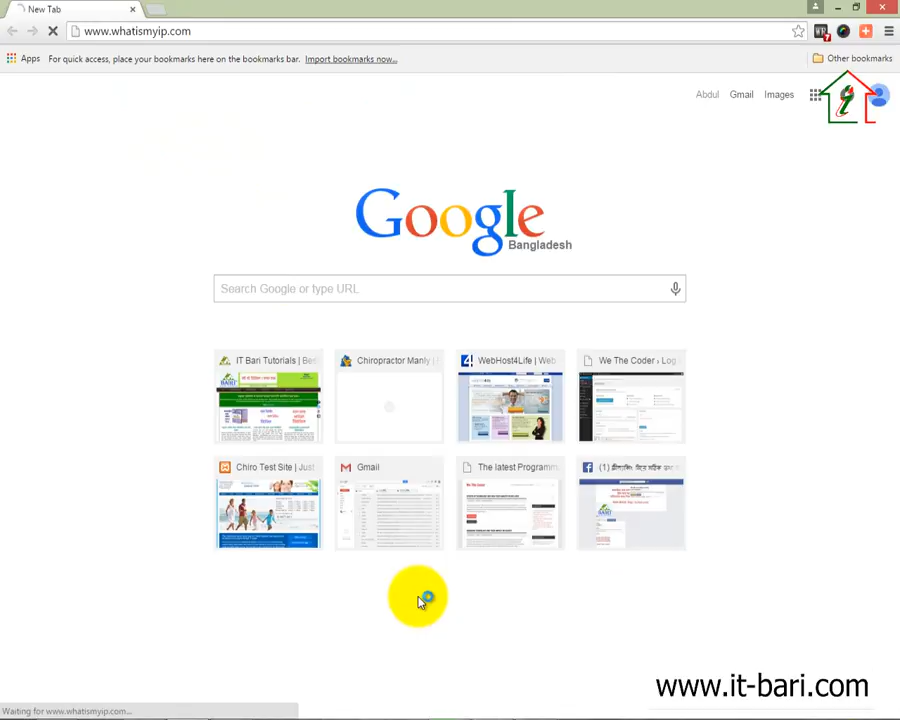 New Tab
www.whatismyip.com
Apps For quick access, place your bookmarks here on the bookmarks bar. Import bookmarks now...
Other bookmarks
Abdul Gmail Images
Google
Bangladesh
Search Google or type URL
IT Bari Tutorials | Bes
Chiropractor Manly |
WebHost4Life | Web
We The Coder › Log
Chiro Test Site | Just
Gmail
The latest Programm
(1)
Waiting for www.whatismyip.com...
www.it-bari.com